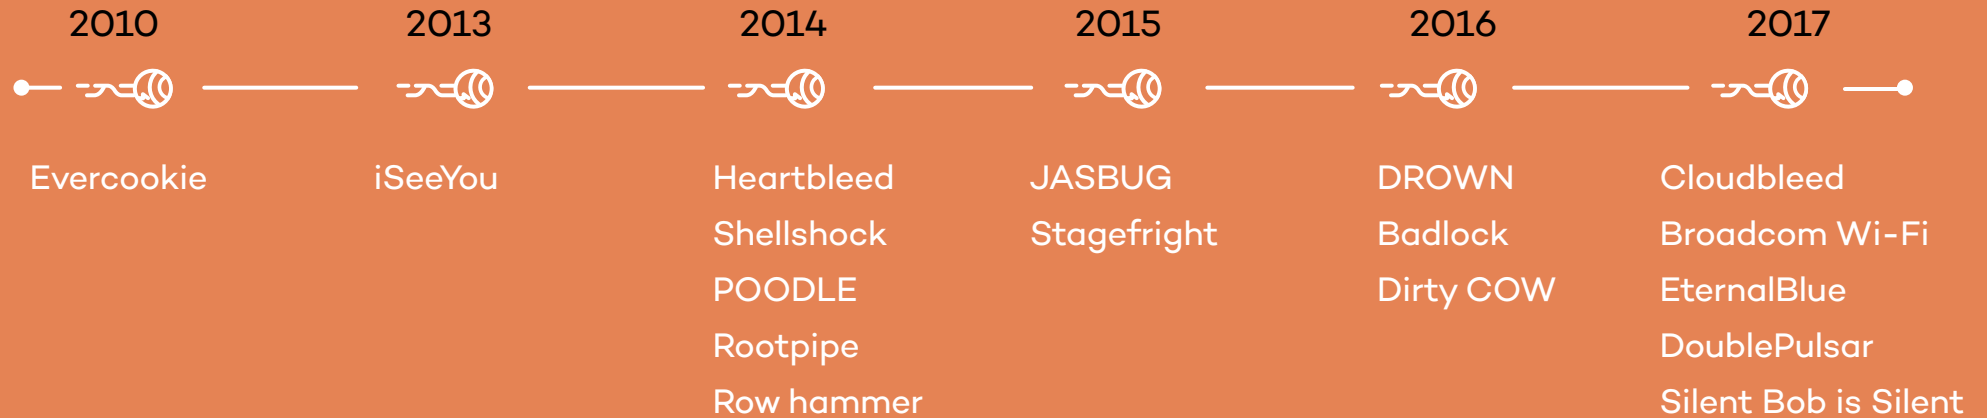 2010
Evercookie
2013
iSeeYou
2014
Heartbleed
Shellshock
POODLE
Rootpipe
Row hammer
2015
JASBUG
Stagefright
2016
DROWN
Badlock
Dirty COW
2017
Cloudbleed
Broadcom Wi-Fi
EternalBlue
DoublePulsar
Silent Bob is Silent